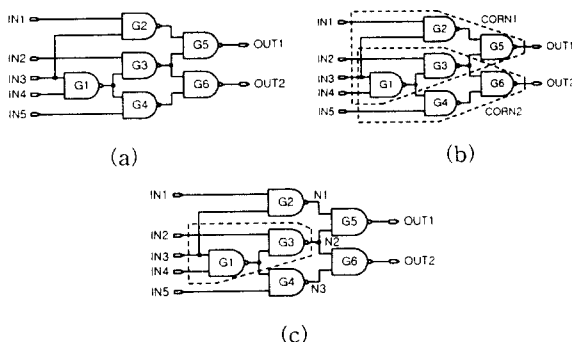 IN1
G2
G5
OUT1
IN2
G3
IN3
G1
G6
OUT2
IN4
G4
IN5
(a)
IN1
CORN1
G2
G5
OUT1
IN2
G3
IN3
G1
G6
OUT2
IN4
G4
IN5
CORN2
(b)
IN1
N1
G2
G5
OUT1
IN2
G3
N2
IN3
G1
G6
OUT2
IN4
G4
IN5
N3
(c)